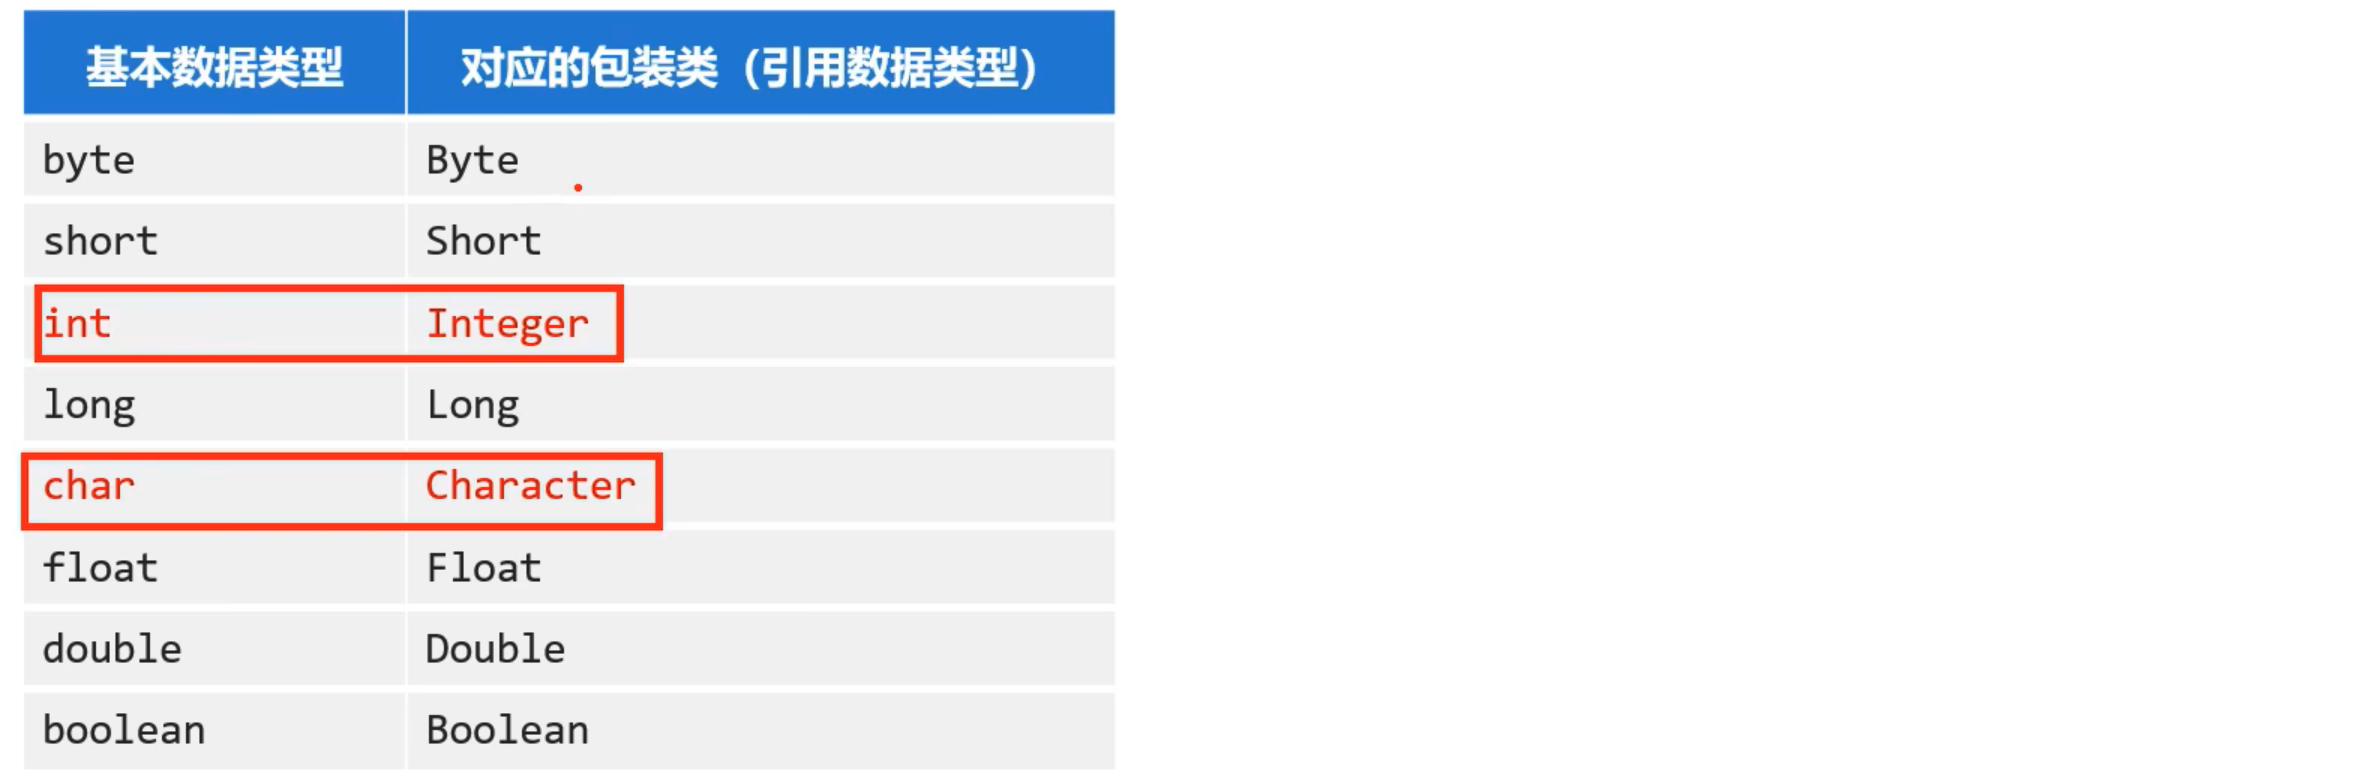 基本数据类型 对应的包装类（引用数据类型）
byte Byte
short Short
int Integer
long Long
char Character
float Float
double Double
boolean Boolean